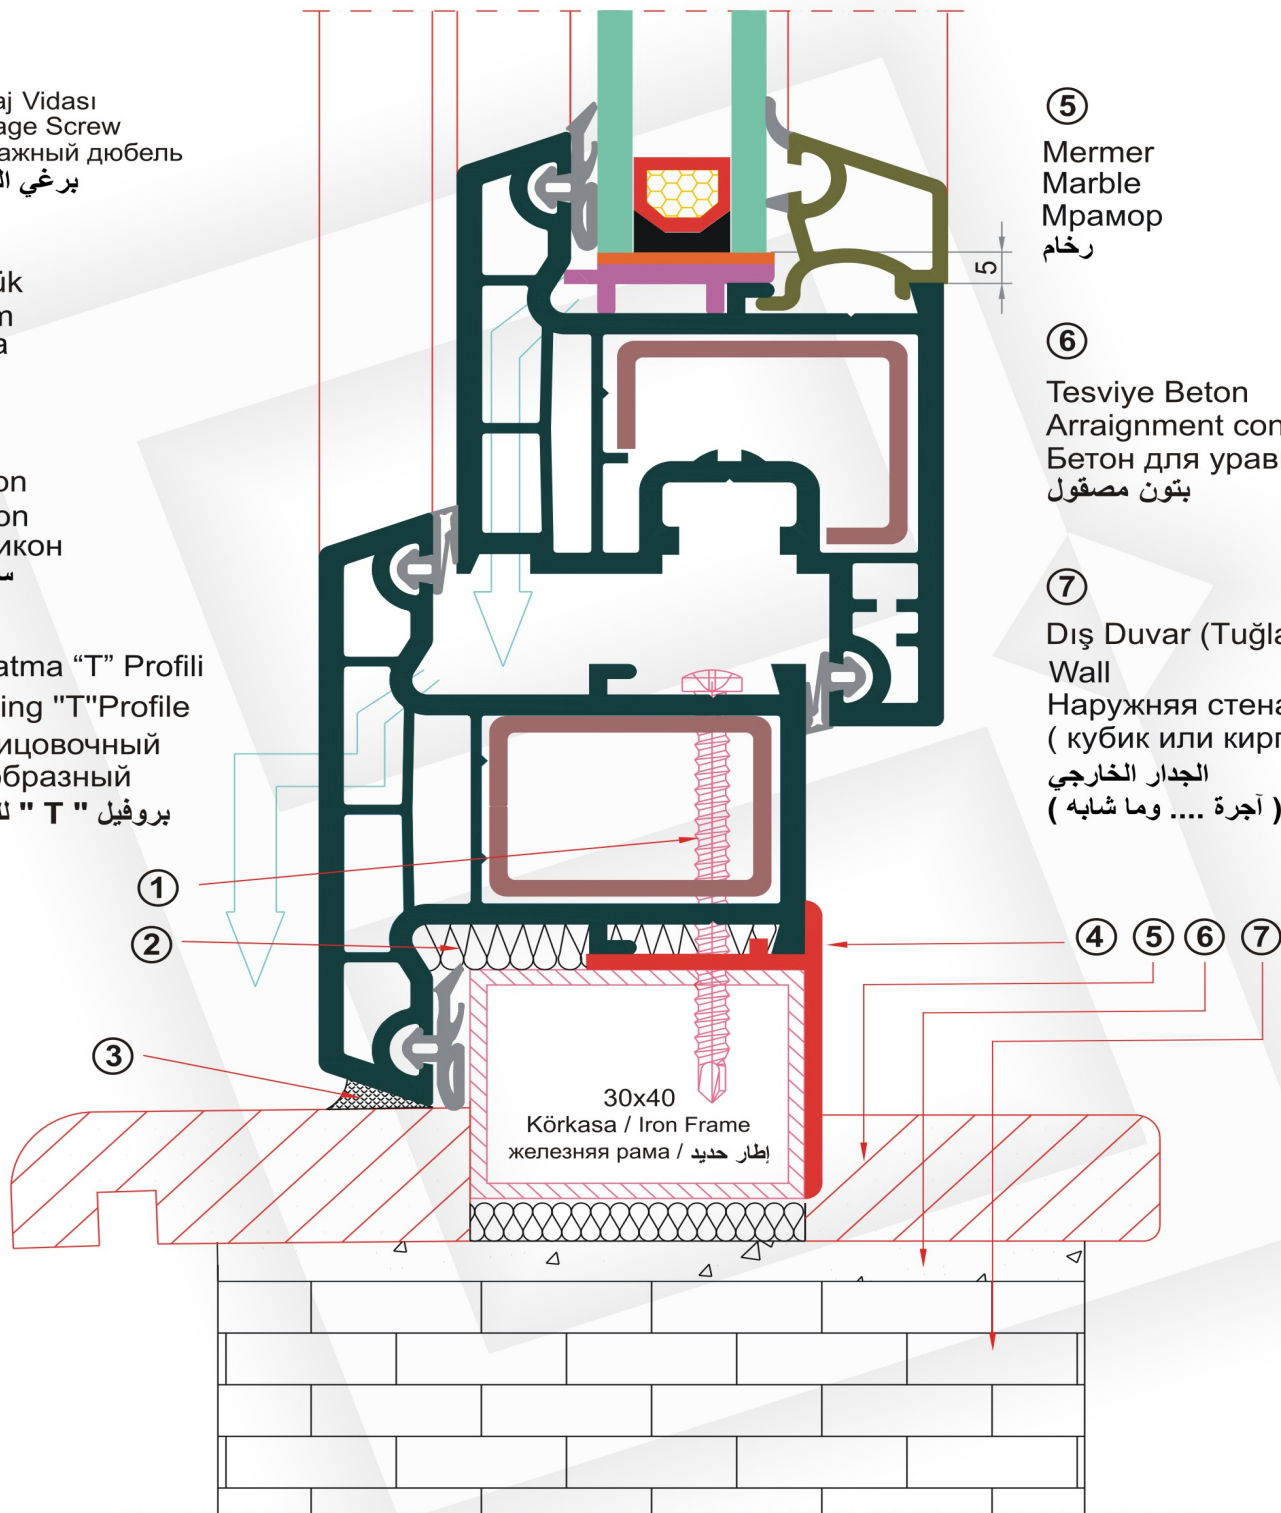 aj Vidası
age Screw
ажный дюбель
برغي ال
ük
m
a
on
on
икон
س
atma “T” Profili
ing "T"Profile
ицовочный
образный
بروفيل " T " لل
⑤
Mermer
Marble
Мрамор
رخام
⑥
Tesviye Beton
Arraignment con
Бетон для урав
بتون مصقول
⑦
Dış Duvar (Tuğla
Wall
Наружняя стена
( кубик или кирп
الجدار الخارجي
( آجرة .... وما شابه )
5
①
②
③
④ ⑤ ⑥ ⑦
30x40
Körkasa / Iron Frame
железняя рама / إطار حديد